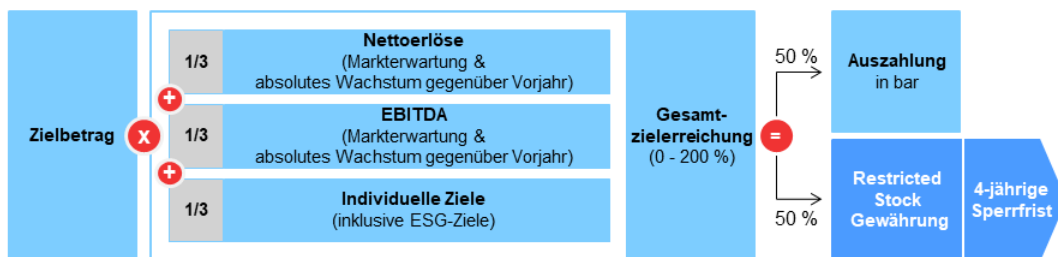 Zielbetrag
x
1/3
Nettoerlöse
(Markterwartung &
absolutes Wachstum gegenüber Vorjahr)
+
1/3
EBITDA
(Markterwartung &
absolutes Wachstum gegenüber Vorjahr)
+
1/3
Individuelle Ziele
(inklusive ESG-Ziele)
Gesamt-
zielerreichung
(0 - 200 %)
=
50 %
Auszahlung
in bar
50 %
Restricted
Stock
Gewährung
4-jährige
Sperrfrist